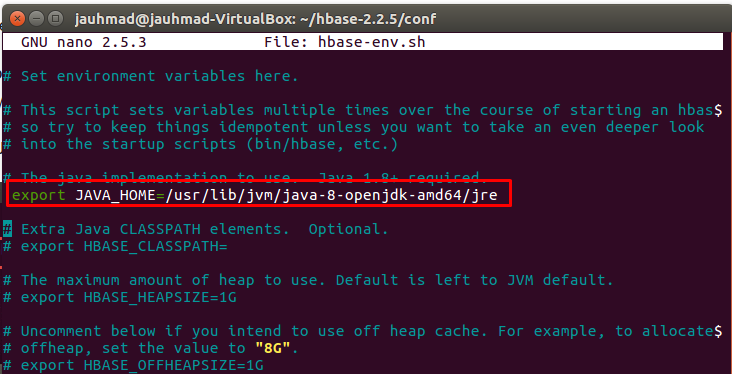 jauhmad@jauhmad-VirtualBox: ~/hbase-2.2.5/conf
GNU nano 2.5.3 File: hbase-env.sh
# Set environment variables here.
# This script sets variables multiple times over the course of starting an hbas$
# so try to keep things idempotent unless you want to take an even deeper look
# into the startup scripts (bin/hbase, etc.)
# The java implementation to use. Java 1.8+ required.
export JAVA_HOME=/usr/lib/jvm/java-8-openjdk-amd64/jre
# Extra Java CLASSPATH elements. Optional.
# export HBASE_CLASSPATH=
# The maximum amount of heap to use. Default is left to JVM default.
# export HBASE_HEAPSIZE=1G
# Uncomment below if you intend to use off heap cache. For example, to allocate$
# offheap, set the value to "8G".
# export HBASE_OFFHEAPSIZE=1G